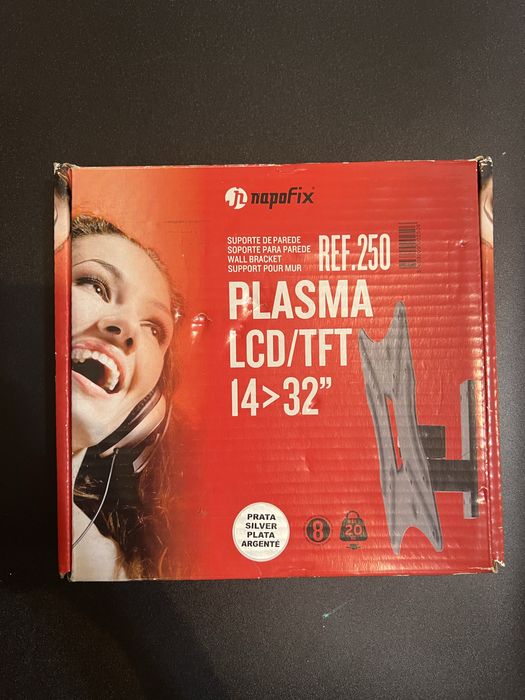 napoFix
SUPORTE DE PAREDE
SOPORTE PARA PAREDE
WALL BRACKET
SUPPORT POUR MUR
REF.250
PLASMA
LCD/TFT
14>32"
PRATA
SILVER
PLATA
ARGENTÉ
8
20